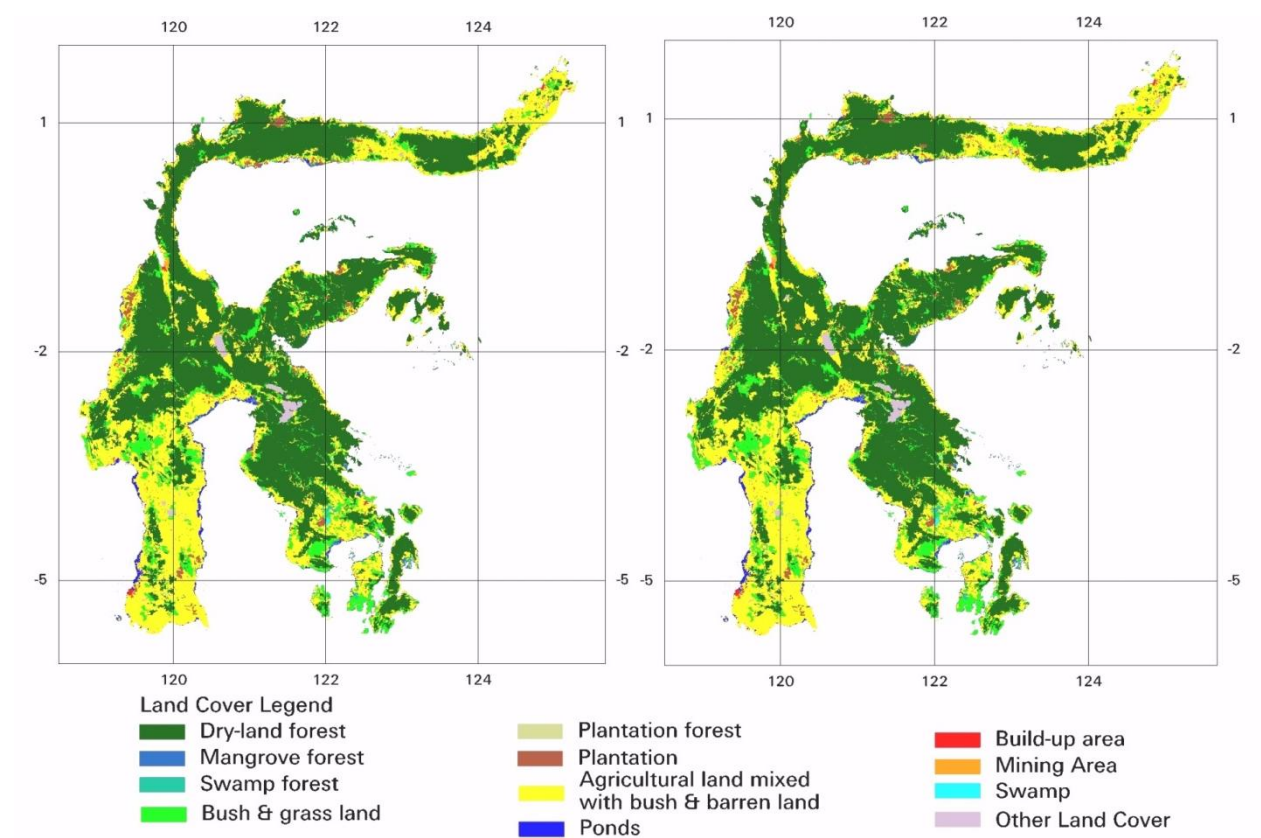 120 122 124
120 122 124
1 1 1
-2 -2 -2
-5 -5 -5 -5
120 122 124
120 122 124
Land Cover Legend
Dry-land forest
Mangrove forest
Swamp forest
Bush & grass land
Plantation forest
Plantation
Agricultural land mixed
with bush & barren land
Ponds
Build-up area
Mining Area
Swamp
Other Land Cover